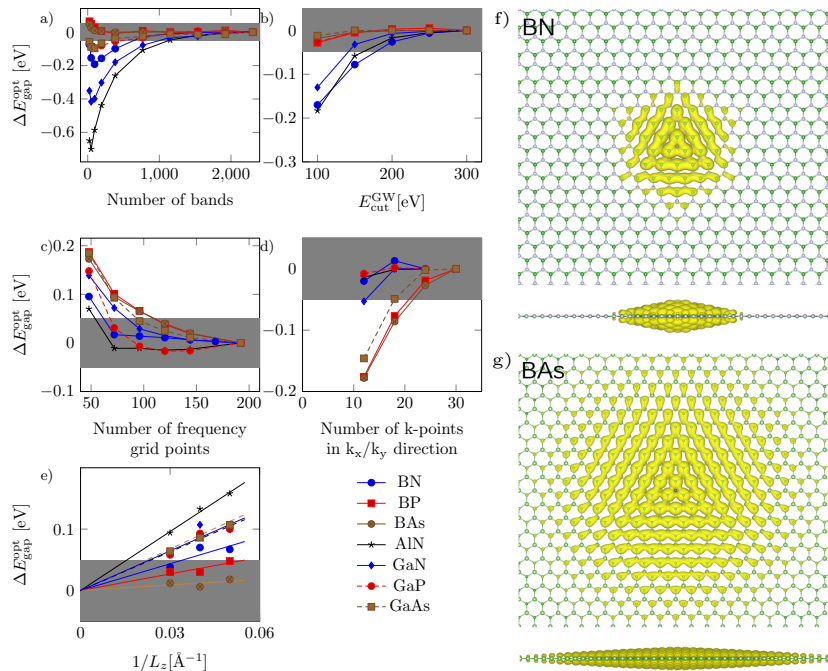 a)
0
−0.2
−0.4
−0.6
ΔE_gap^opt [eV]
0 1,000 2,000
Number of bands
b)
0
−0.1
−0.2
−0.3
100 200 300
E_cut^GW [eV]
c)
0.2
0.1
0
−0.1
ΔE_gap^opt [eV]
50 100 150 200
Number of frequency
grid points
d)
0
−0.1
−0.2
0 10 20 30
Number of k-points
in k_x/k_y direction
e)
0.1
0
ΔE_gap^opt [eV]
0 0.02 0.04 0.06
1/L_z [Å⁻¹]
BN
BP
BAs
AlN
GaN
GaP
GaAs
f)
BN
g)
BAs